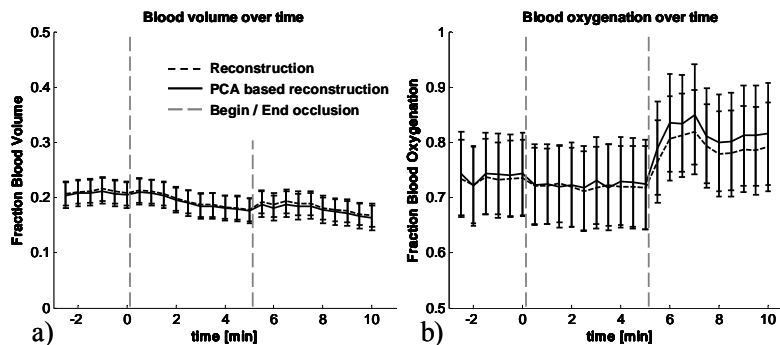 Blood volume over time
0.5
0.4
0.3
0.2
0.1
0
Fraction Blood Volume
Reconstruction
PCA based reconstruction
Begin / End occlusion
-2 0 2 4 6 8 10
time [min]
a)
Blood oxygenation over time
1
0.9
0.8
0.7
0.6
0.5
Fraction Blood Oxygenation
-2 0 2 4 6 8 10
time [min]
b)